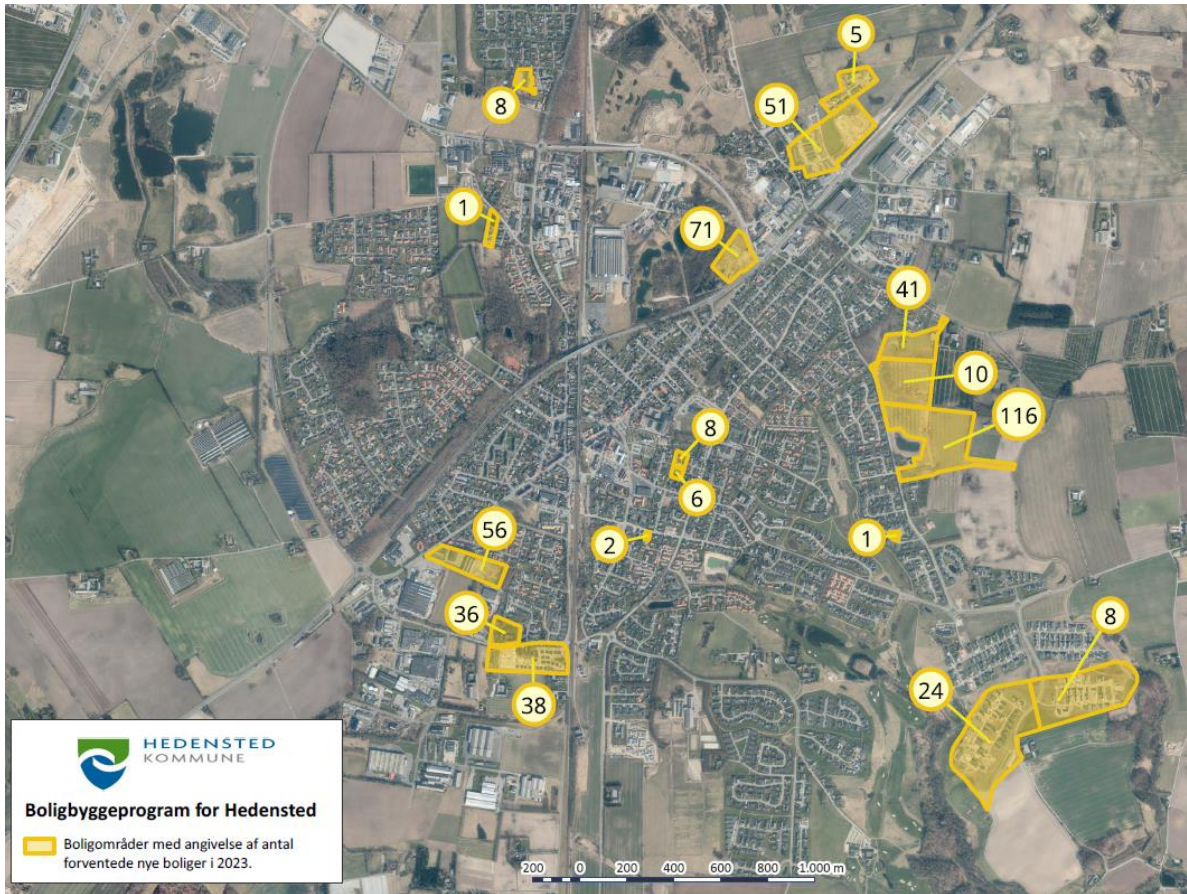 5
8
51
1
71
41
10
116
8
6
56
2
1
36
8
24
38
HEDENSTED
KOMMUNE
Boligbyggeprogram for Hedensted
Boligområder med angivelse af antal
forventede nye boliger i 2023.
200 0 200 400 600 800 1.000 m